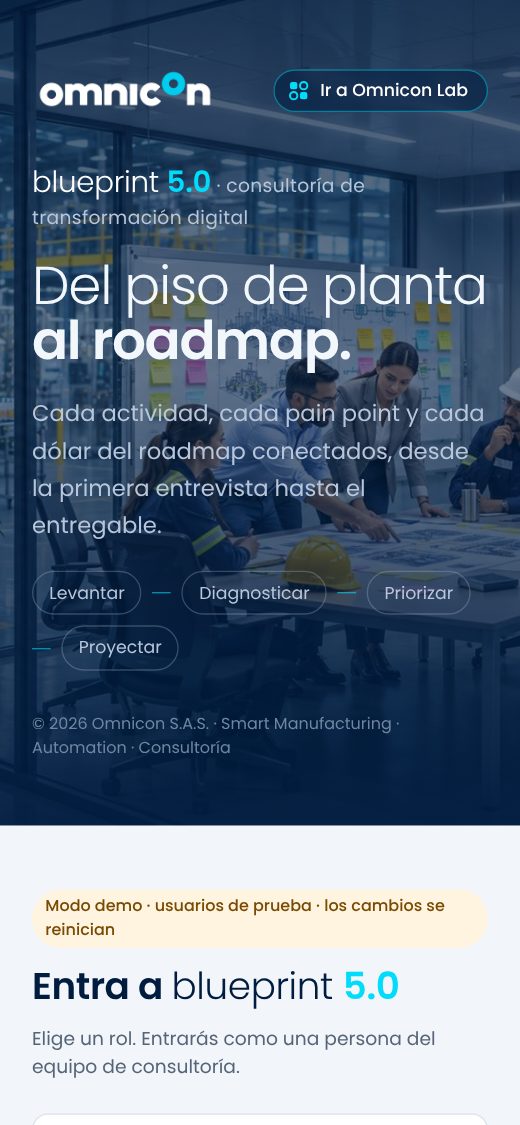 omnicon
Ir a Omnicon Lab
blueprint 5.0 · consultoría de
transformación digital
Del piso de planta
al roadmap.
Cada actividad, cada pain point y cada
dólar del roadmap conectados, desde
la primera entrevista hasta el
entregable.
Levantar — Diagnosticar — Priorizar
— Proyectar
© 2026 Omnicon S.A.S. · Smart Manufacturing ·
Automation · Consultoría
Modo demo · usuarios de prueba · los cambios se
reinician
Entra a blueprint 5.0
Elige un rol. Entrarás como una persona del
equipo de consultoría.